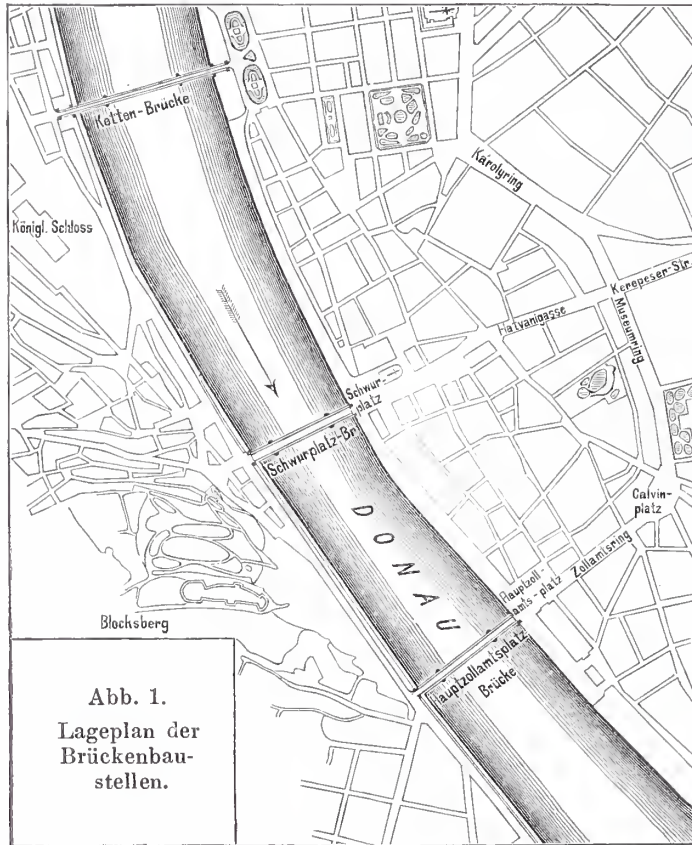 Ketten-Brücke
Karolyring
Königl. Schloss
Kerepeser-Str.
Hatvanigasse
Museumring
Schwur-
platz
Schwurplatz-Br
DONAU
Calvin-
platz
Zollamtsring
Hauptzoll-
amts-platz
Hauptzollamtsplatz
Brücke
Blocksberg
Abb. 1.
Lageplan der
Brückenbau-
stellen.